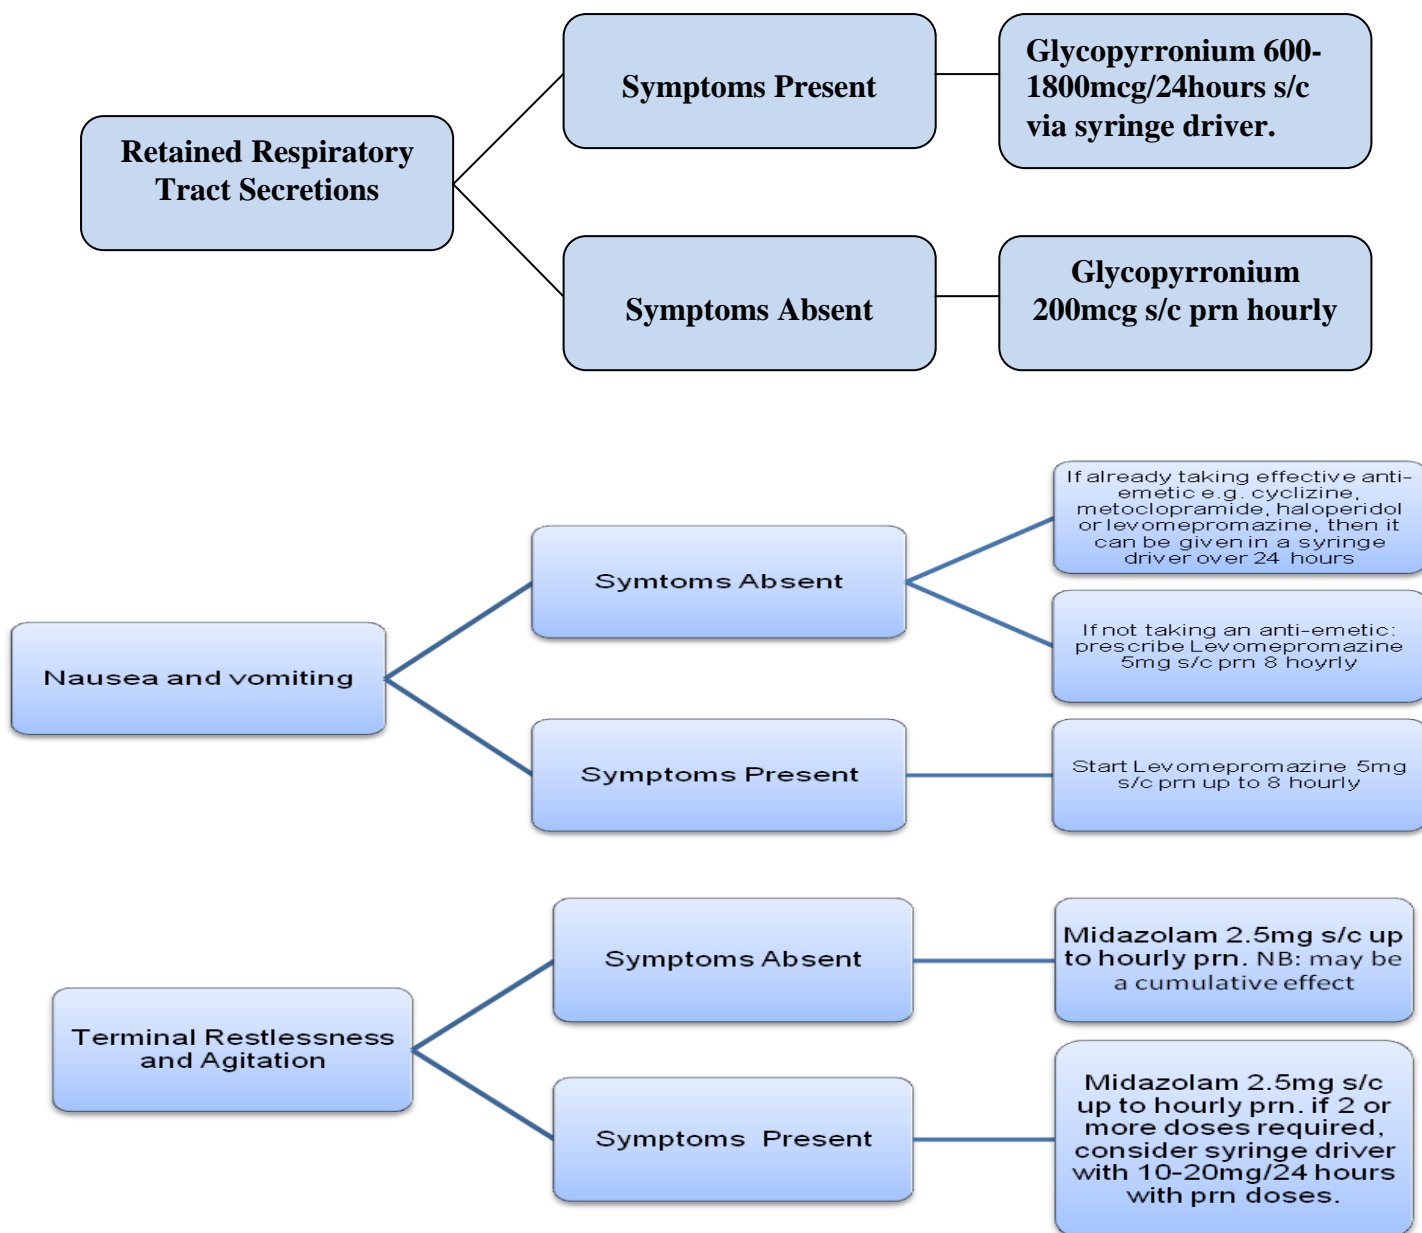 Retained Respiratory
Tract Secretions
Symptoms Present
Glycopyrronium 600-
1800mcg/24hours s/c
via syringe driver.
Symptoms Absent
Glycopyrronium
200mcg s/c prn hourly
Nausea and vomiting
Symtoms Absent
If already taking effective anti-
emetic e.g. cyclizine,
metoclopramide, haloperidol
or levomepromazine, then it
can be given in a syringe
driver over 24 hours
If not taking an anti-emetic:
prescribe Levomepromazine
5mg s/c prn 8 hoyrly
Symptoms Present
Start Levomepromazine 5mg
s/c prn up to 8 hourly
Terminal Restlessness
and Agitation
Symptoms Absent
Midazolam 2.5mg s/c up
to hourly prn. NB: may be
a cumulative effect
Symptoms Present
Midazolam 2.5mg s/c
up to hourly prn. if 2 or
more doses required,
consider syringe driver
with 10-20mg/24 hours
with prn doses.